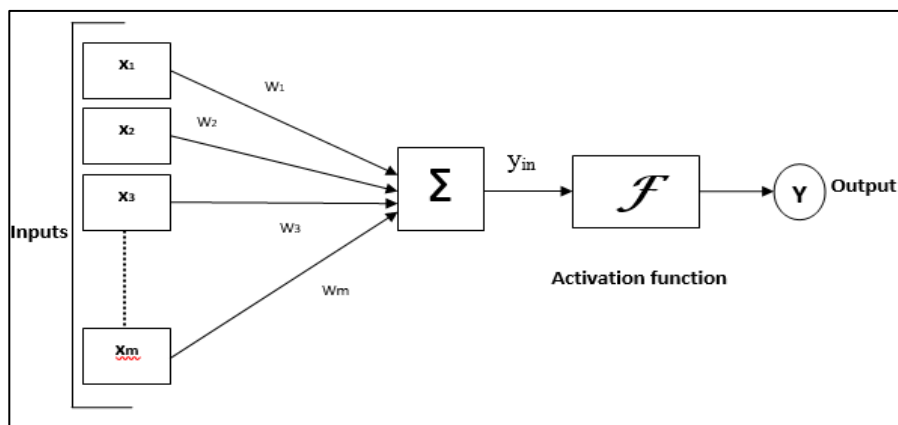 x1
W1
x2
W2
x3
Inputs
W3
Wm
xm
Σ
yin
ℱ
Activation function
Y
Output